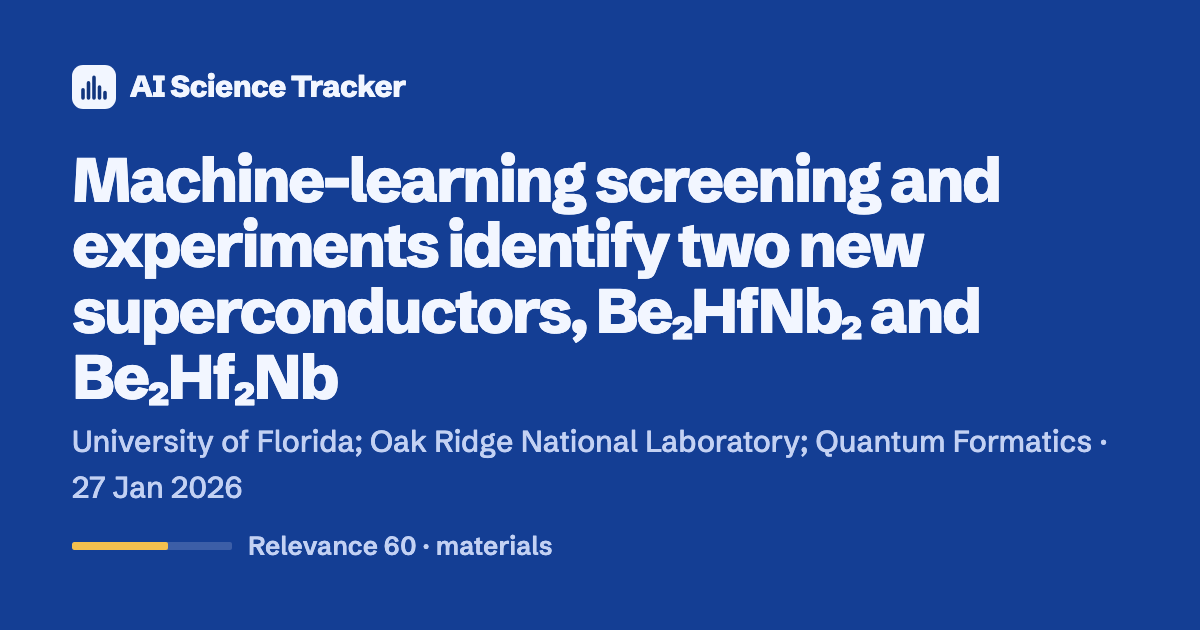 AI Science Tracker
Machine-learning screening and
experiments identify two new
superconductors, Be₂HfNb₂ and
Be₂Hf₂Nb
University of Florida; Oak Ridge National Laboratory; Quantum Formatics ·
27 Jan 2026
Relevance 60 · materials